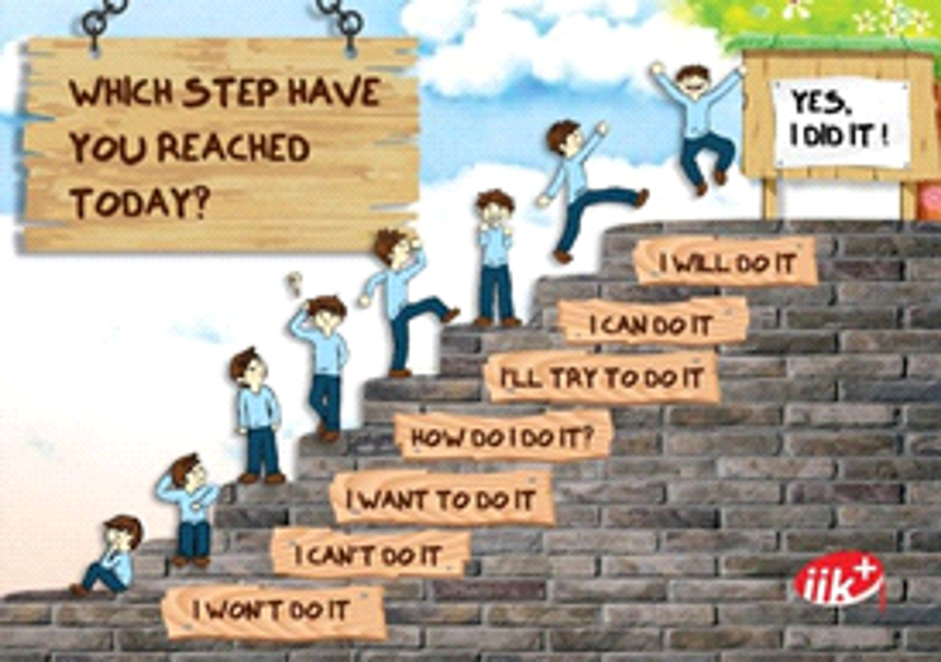 WHICH STEP HAVE
YOU REACHED
TODAY?
YES,
I DID IT!
I WILL DO IT
I CAN DO IT
I'LL TRY TO DO IT
HOW DO I DO IT?
I WANT TO DO IT
I CAN'T DO IT
I WON'T DO IT
?
iik+